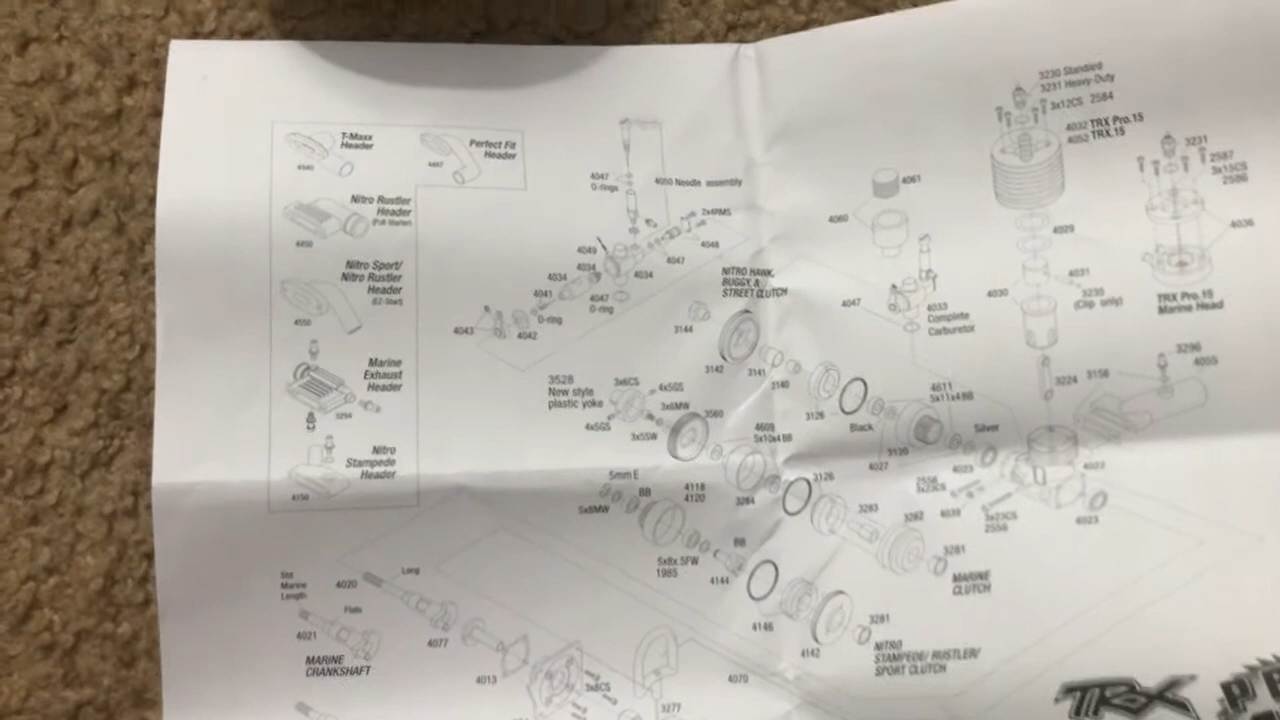 T-Maxx
Header
4540
Perfect Fit
Header
4487
Nitro Rustler
Header
(Pull-Starter)
4450
Nitro Sport/
Nitro Rustler
Header
(EZ-Start)
4550
Marine
Exhaust
Header
3294
Nitro
Stampede
Header
4150
4047
O-rings
4050 Needle assembly
2x4RMS
4048
4047
4049
4034
4034
4034
4041
4047
O-ring
O-ring
4043
4042
NITRO HAWK,
BUGGY, &
STREET CLUTCH
3144
3142
3141
3140
3126
Black
4027
3120
4611
5x11x4 BB
Silver
4023
3230 Standard
3231 Heavy-Duty
3x12CS 2584
4032 TRX Pro.15
4052 TRX.15
3231
2587
3x15CS
2586
4036
TRX Pro.15
Marine Head
4061
4060
4029
4031
3235
(Clip only)
4030
4047
4033
Complete
Carburetor
3224
3156
3296
4055
4022
4023
2556
3x23CS
4039
3x23CS
2556
3528
New style
plastic yoke
3x6CS
4x5GS
3x6MW
4x5GS
3x5SW
3560
4609
5x10x4 BB
3284
3126
3283
3282
3281
MARINE
CLUTCH
5mm E
5x8MW
BB
4118
4120
5x8x.5FW
1985
BB
4144
4146
4142
3281
NITRO
STAMPEDE/ RUSTLER/
SPORT CLUTCH
Std
Marine
Length
4020
Long
Flats
4021
MARINE
CRANKSHAFT
4077
4013
3x8CS
3277
4070
TRX